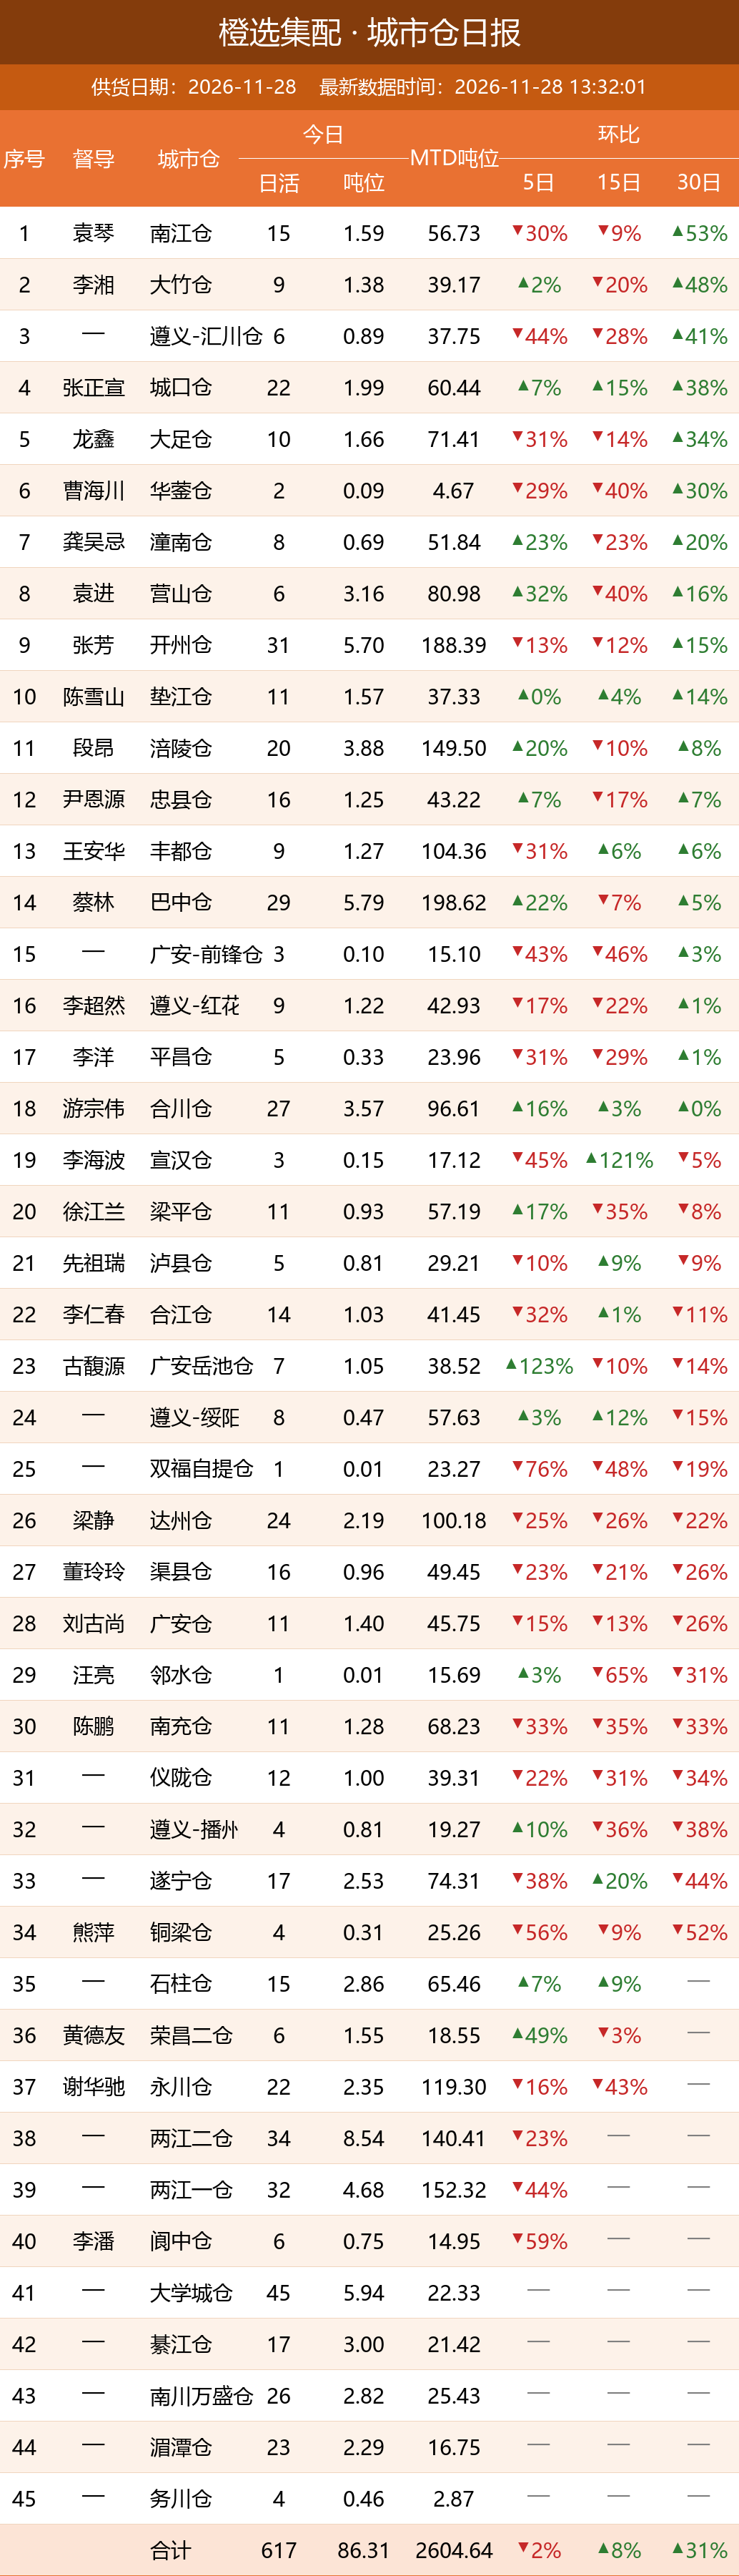 橙选集配 · 城市仓日报
供货日期：2026-11-28 最新数据时间：2026-11-28 13:32:01
序号 督导 城市仓 今日 MTD吨位 环比
日活 吨位 5日 15日 30日
1 袁琴 南江仓 15 1.59 56.73 ▼30% ▼9% ▲53%
2 李湘 大竹仓 9 1.38 39.17 ▲2% ▼20% ▲48%
3 — 遵义-汇川仓 6 0.89 37.75 ▼44% ▼28% ▲41%
4 张正宣 城口仓 22 1.99 60.44 ▲7% ▲15% ▲38%
5 龙鑫 大足仓 10 1.66 71.41 ▼31% ▼14% ▲34%
6 曹海川 华蓥仓 2 0.09 4.67 ▼29% ▼40% ▲30%
7 龚吴忌 潼南仓 8 0.69 51.84 ▲23% ▼23% ▲20%
8 袁进 营山仓 6 3.16 80.98 ▲32% ▼40% ▲16%
9 张芳 开州仓 31 5.70 188.39 ▼13% ▼12% ▲15%
10 陈雪山 垫江仓 11 1.57 37.33 ▲0% ▲4% ▲14%
11 段昂 涪陵仓 20 3.88 149.50 ▲20% ▼10% ▲8%
12 尹恩源 忠县仓 16 1.25 43.22 ▲7% ▼17% ▲7%
13 王安华 丰都仓 9 1.27 104.36 ▼31% ▲6% ▲6%
14 蔡林 巴中仓 29 5.79 198.62 ▲22% ▼7% ▲5%
15 — 广安-前锋仓 3 0.10 15.10 ▼43% ▼46% ▲3%
16 李超然 遵义-红花 9 1.22 42.93 ▼17% ▼22% ▲1%
17 李洋 平昌仓 5 0.33 23.96 ▼31% ▼29% ▲1%
18 游宗伟 合川仓 27 3.57 96.61 ▲16% ▲3% ▲0%
19 李海波 宣汉仓 3 0.15 17.12 ▼45% ▲121% ▼5%
20 徐江兰 梁平仓 11 0.93 57.19 ▲17% ▼35% ▼8%
21 先祖瑞 泸县仓 5 0.81 29.21 ▼10% ▲9% ▼9%
22 李仁春 合江仓 14 1.03 41.45 ▼32% ▲1% ▼11%
23 古馥源 广安岳池仓 7 1.05 38.52 ▲123% ▼10% ▼14%
24 — 遵义-绥阳 8 0.47 57.63 ▲3% ▲12% ▼15%
25 — 双福自提仓 1 0.01 23.27 ▼76% ▼48% ▼19%
26 梁静 达州仓 24 2.19 100.18 ▼25% ▼26% ▼22%
27 董玲玲 渠县仓 16 0.96 49.45 ▼23% ▼21% ▼26%
28 刘古尚 广安仓 11 1.40 45.75 ▼15% ▼13% ▼26%
29 汪亮 邻水仓 1 0.01 15.69 ▲3% ▼65% ▼31%
30 陈鹏 南充仓 11 1.28 68.23 ▼33% ▼35% ▼33%
31 — 仪陇仓 12 1.00 39.31 ▼22% ▼31% ▼34%
32 — 遵义-播州 4 0.81 19.27 ▲10% ▼36% ▼38%
33 — 遂宁仓 17 2.53 74.31 ▼38% ▲20% ▼44%
34 熊萍 铜梁仓 4 0.31 25.26 ▼56% ▼9% ▼52%
35 — 石柱仓 15 2.86 65.46 ▲7% ▲9% —
36 黄德友 荣昌二仓 6 1.55 18.55 ▲49% ▼3% —
37 谢华驰 永川仓 22 2.35 119.30 ▼16% ▼43% —
38 — 两江二仓 34 8.54 140.41 ▼23% — —
39 — 两江一仓 32 4.68 152.32 ▼44% — —
40 李潘 阆中仓 6 0.75 14.95 ▼59% — —
41 — 大学城仓 45 5.94 22.33 — — —
42 — 綦江仓 17 3.00 21.42 — — —
43 — 南川万盛仓 26 2.82 25.43 — — —
44 — 湄潭仓 23 2.29 16.75 — — —
45 — 务川仓 4 0.46 2.87 — — —
合计 617 86.31 2604.64 ▼2% ▲8% ▲31%